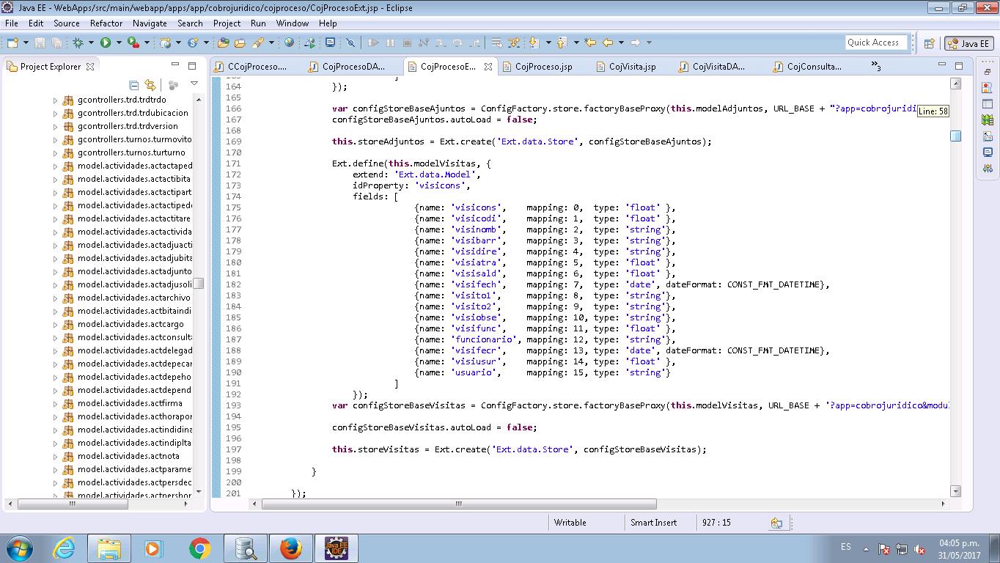 Java EE - WebApps/src/main/webapp/apps/app/cobrojuridico/cojproceso/CojProcesoExt.jsp - Eclipse
File Edit Source Refactor Navigate Search Project Run Window Help
Quick Access
Java EE
Project Explorer
gcontrollers.trd.trdtrdo
gcontrollers.trd.trdubicacion
gcontrollers.trd.trdversion
gcontrollers.turnos.turmovito
gcontrollers.turnos.turturno
model.actividades.actactaped
model.actividades.actactibita
model.actividades.actactipart
model.actividades.actactiped
model.actividades.actactitare
model.actividades.actactivida
model.actividades.actadjuacti
model.actividades.actadjubita
model.actividades.actadjunto
model.actividades.actadjusoli
model.actividades.actarchivo
model.actividades.actbitaindi
model.actividades.actcargo
model.actividades.actconsult
model.actividades.actdelegad
model.actividades.actdepecar
model.actividades.actdepeho
model.actividades.actdepend
model.actividades.actfirma
model.actividades.acthorapor
model.actividades.actindidina
model.actividades.actindiplta
model.actividades.actnota
model.actividades.actparamet
model.actividades.actpersdec
CCojProceso.... CojProcesoDA... CojProcesoE... CojProceso.jsp CojVisita.jsp CojVisitaDA... CojConsulta... »3
163 ]
164 });
165
166 var configStoreBaseAjuntos = ConfigFactory.store.factoryBaseProxy(this.modelAdjuntos, URL_BASE + "?app=cobrojuridi
Line: 58
167 configStoreBaseAjuntos.autoLoad = false;
168
169 this.storeAdjuntos = Ext.create('Ext.data.Store', configStoreBaseAjuntos);
170
171 Ext.define(this.modelVisitas, {
172 extend: 'Ext.data.Model',
173 idProperty: 'visicons',
174 fields: [
175 {name: 'visicons', mapping: 0, type: 'float' },
176 {name: 'visicodi', mapping: 1, type: 'float' },
177 {name: 'visinomb', mapping: 2, type: 'string'},
178 {name: 'visibarr', mapping: 3, type: 'string'},
179 {name: 'visidire', mapping: 4, type: 'string'},
180 {name: 'visiatra', mapping: 5, type: 'float' },
181 {name: 'visisald', mapping: 6, type: 'float' },
182 {name: 'visifech', mapping: 7, type: 'date', dateFormat: CONST_FMT_DATETIME},
183 {name: 'visito1', mapping: 8, type: 'string'},
184 {name: 'visito2', mapping: 9, type: 'string'},
185 {name: 'visiobse', mapping: 10, type: 'string'},
186 {name: 'visifunc', mapping: 11, type: 'float' },
187 {name: 'funcionario', mapping: 12, type: 'string'},
188 {name: 'visifecr', mapping: 13, type: 'date', dateFormat: CONST_FMT_DATETIME},
189 {name: 'visiusur', mapping: 14, type: 'float' },
190 {name: 'usuario', mapping: 15, type: 'string'}
191 ]
192 });
193 var configStoreBaseVisitas = ConfigFactory.store.factoryBaseProxy(this.modelVisitas, URL_BASE + '?app=cobrojuridico&modul
194
195 configStoreBaseVisitas.autoLoad = false;
196
197 this.storeVisitas = Ext.create('Ext.data.Store', configStoreBaseVisitas);
198
199 }
200
201 });
Writable Smart Insert 927 : 15
ES 04:05 p.m.
31/05/2017